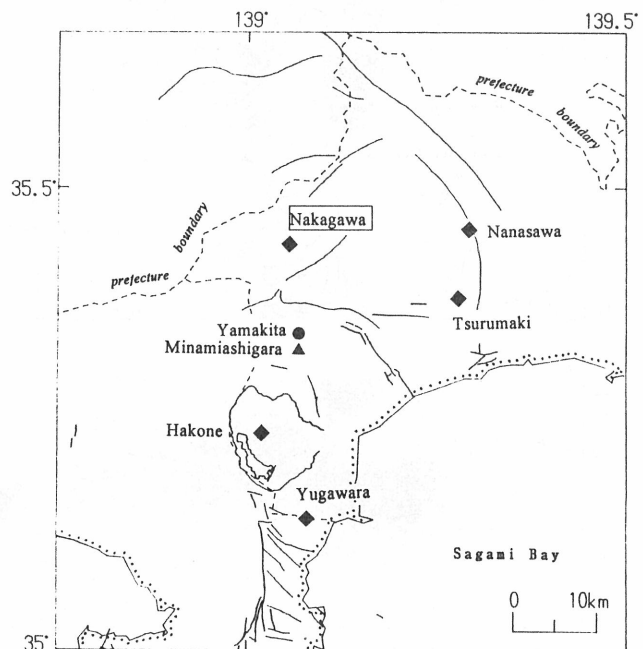 139°
139.5°
prefecture
boundary
35.5°
Nakagawa
Nanasawa
boundary
prefecture
Tsurumaki
Yamakita
Minamiashigara
Hakone
Yugawara
Sagami Bay
0 10km
35°